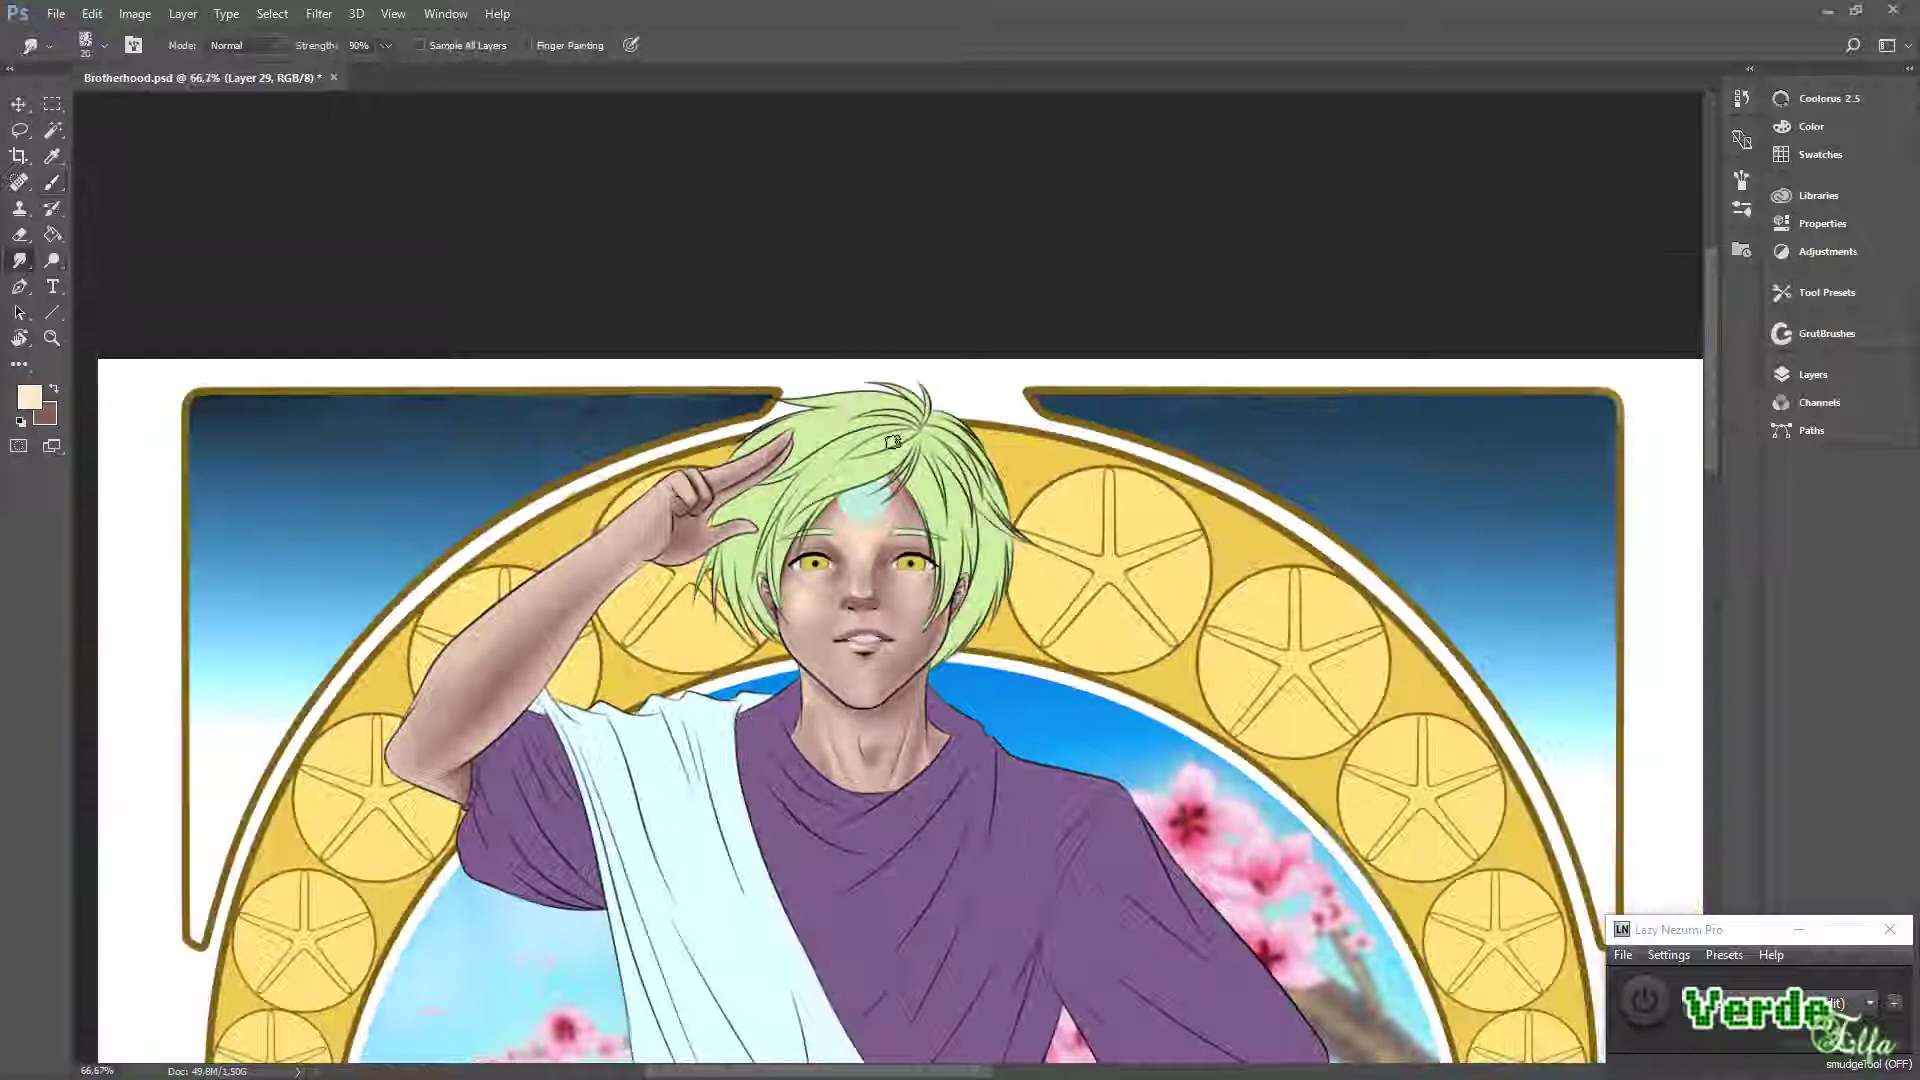 Ps File Edit Image Layer Type Select Filter 3D View Window Help
20 Mode: Normal Strength: 90% Sample All Layers Finger Painting
Brotherhood.psd @ 66,7% (Layer 29, RGB/8) *
Coolorus 2.5
Color
Swatches
Libraries
Properties
Adjustments
Tool Presets
GrutBrushes
Layers
Channels
Paths
LN Lazy Nezumi Pro
File Settings Presets Help
Verde
Elfa
smudgeTool (OFF)
66,67% Doc: 49,8M/1,50G